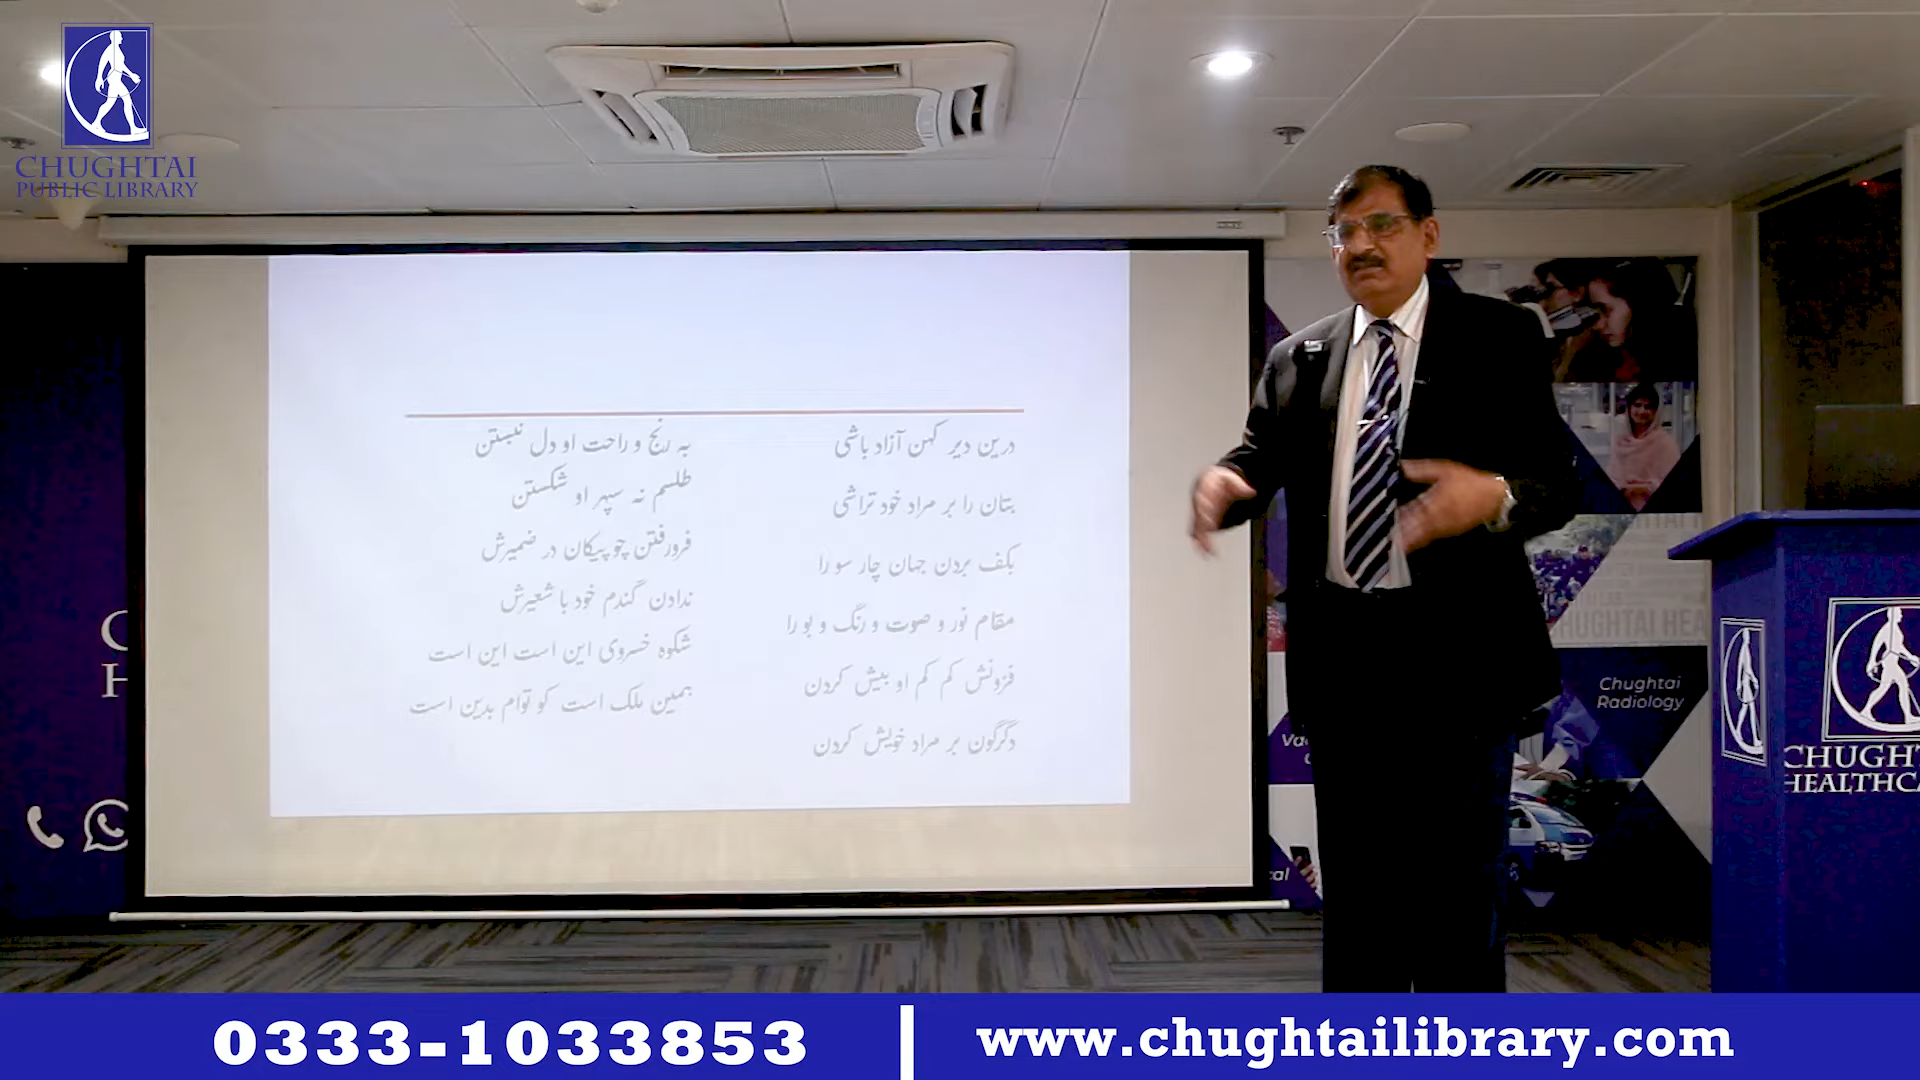 CHUGHTAI
PUBLIC LIBRARY
درین دیر کہن آزاد باشی
بتان را بر مراد خود تراشی
بکف بردن جہان چار سو را
مقام نور و صوت و رنگ و بو را
فزونش کم کم او بیش کردن
دگرگون بر مراد خویش کردن
بہ رنج و راحت او دل نبستن
طلسم نہ سپہر او شکستن
فرورفتن چو پیکان در ضمیرش
ندادن گندم خود با شعیرش
شکوہ خسروی این است این است
ہمین ملک است کو توام بدین است
CHUGHTAI HEA
Chughtai
Radiology
CHUGHT
HEALTHCA
0333-1033853
www.chughtailibrary.com